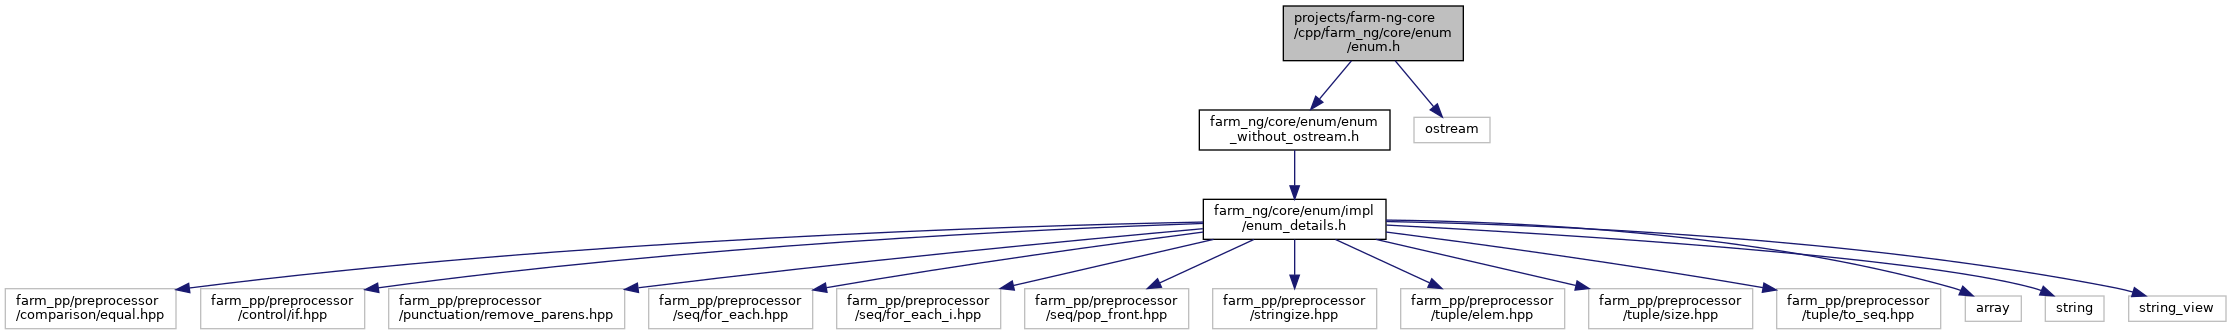 projects/farm-ng-core
/cpp/farm_ng/core/enum
/enum.h
farm_ng/core/enum/enum
_without_ostream.h
ostream
farm_ng/core/enum/impl
/enum_details.h
farm_pp/preprocessor
/comparison/equal.hpp
farm_pp/preprocessor
/control/if.hpp
farm_pp/preprocessor
/punctuation/remove_parens.hpp
farm_pp/preprocessor
/seq/for_each.hpp
farm_pp/preprocessor
/seq/for_each_i.hpp
farm_pp/preprocessor
/seq/pop_front.hpp
farm_pp/preprocessor
/stringize.hpp
farm_pp/preprocessor
/tuple/elem.hpp
farm_pp/preprocessor
/tuple/size.hpp
farm_pp/preprocessor
/tuple/to_seq.hpp
array
string
string_view